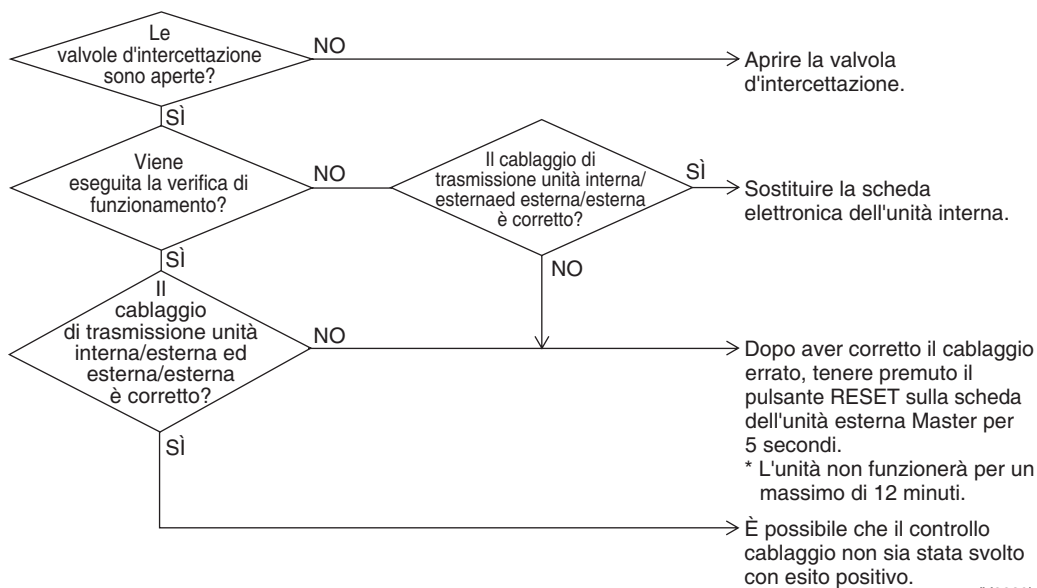 Le
valvole d'intercettazione
sono aperte?
NO
Aprire la valvola
d'intercettazione.
SÌ
Viene
eseguita la verifica di
funzionamento?
NO
Il cablaggio di
trasmissione unità interna/
esternaed esterna/esterna
è corretto?
SÌ
Sostituire la scheda
elettronica dell'unità interna.
NO
SÌ
Il
cablaggio
di trasmissione unità
interna/esterna ed
esterna/esterna
è corretto?
NO
Dopo aver corretto il cablaggio
errato, tenere premuto il
pulsante RESET sulla scheda
dell'unità esterna Master per
5 secondi.
* L'unità non funzionerà per un
massimo di 12 minuti.
SÌ
È possibile che il controllo
cablaggio non sia stata svolto
con esito positivo.